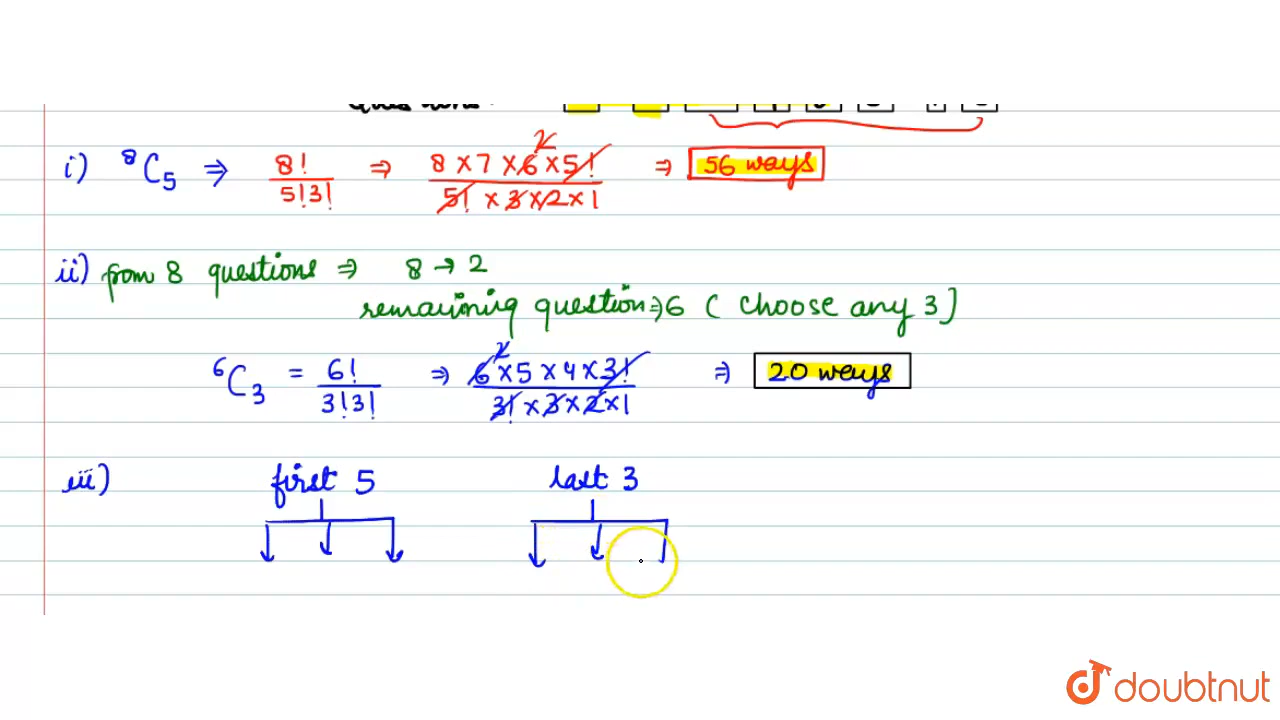 i) ⁸C₅ ⇒ 8!/5!3! ⇒ 8×7×6×5!/5!×3×2×1 2 ⇒ 56 ways
ii) from 8 questions ⇒ 8 → 2
remaining question ⇒ 6 ( choose any 3 ]
⁶C₃ = 6!/3!3! ⇒ 6×5×4×3!/3!×3×2×1 2 ⇒ 20 ways
iii) first 5 last 3
doubtnut